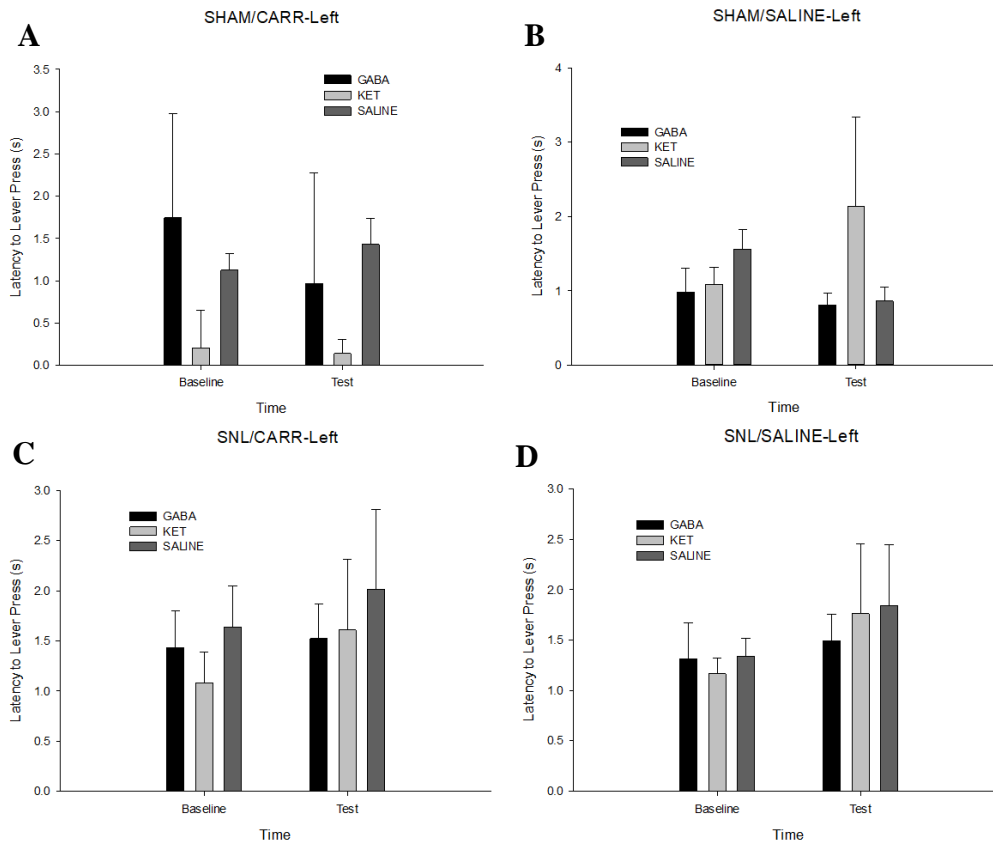 A
SHAM/CARR-Left
Latency to Lever Press (s)
3.5
3.0
2.5
2.0
1.5
1.0
0.5
0.0
GABA
KET
SALINE
Baseline
Test
Time
B
SHAM/SALINE-Left
Latency to Lever Press (s)
4
3
2
1
0
GABA
KET
SALINE
Baseline
Test
Time
C
SNL/CARR-Left
Latency to Lever Press (s)
3.0
2.5
2.0
1.5
1.0
0.5
0.0
GABA
KET
SALINE
Baseline
Test
Time
D
SNL/SALINE-Left
Latency to Lever Press (s)
3.0
2.5
2.0
1.5
1.0
0.5
0.0
GABA
KET
SALINE
Baseline
Test
Time